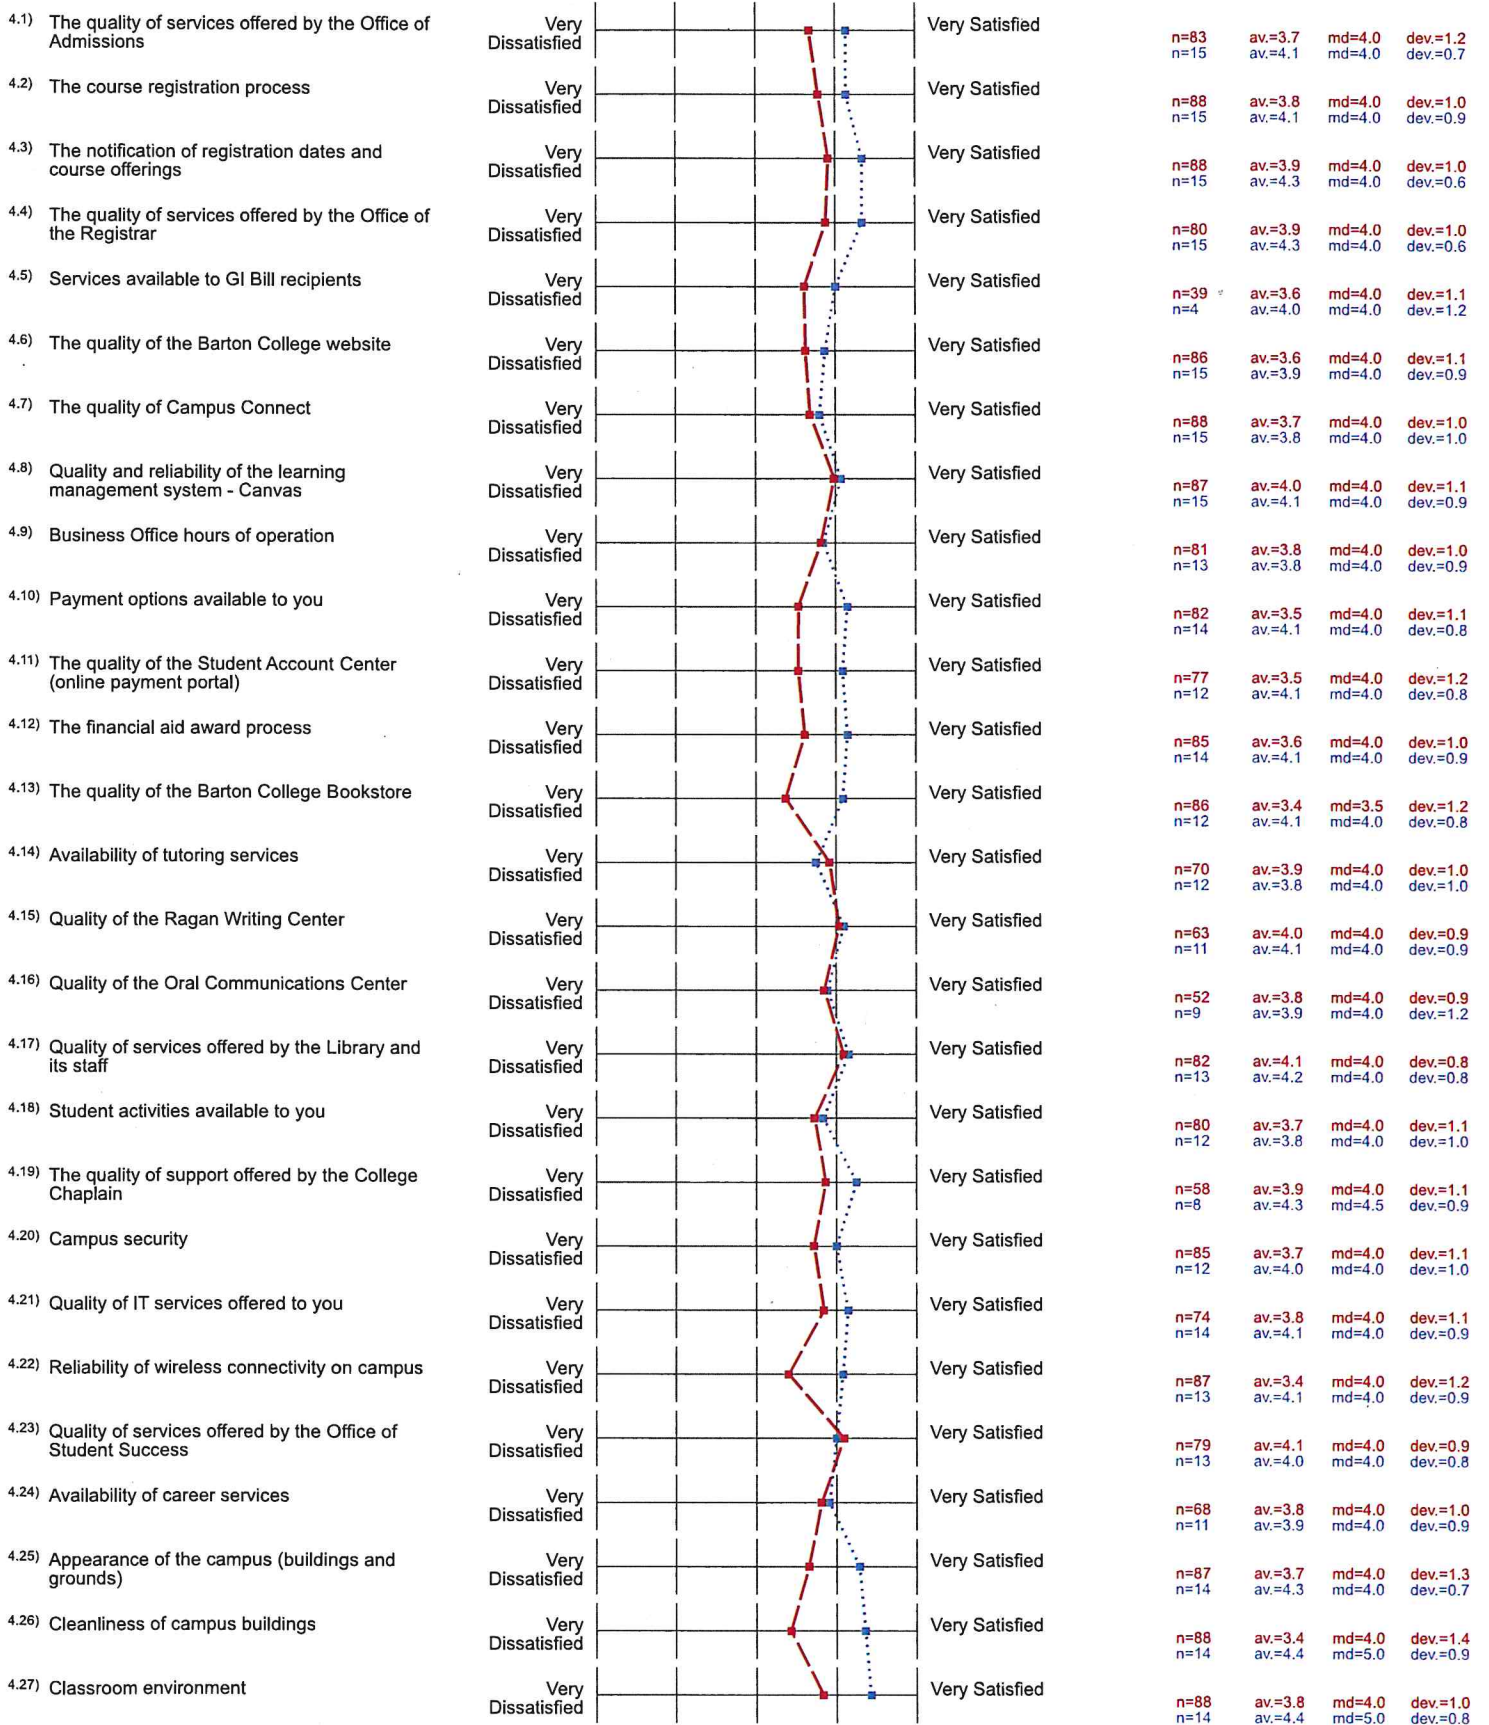 4.1) The quality of services offered by the Office of Admissions Very Dissatisfied Very Satisfied
n=83 av.=3.7 md=4.0 dev.=1.2
n=15 av.=4.1 md=4.0 dev.=0.7
4.2) The course registration process Very Dissatisfied Very Satisfied
n=88 av.=3.8 md=4.0 dev.=1.0
n=15 av.=4.1 md=4.0 dev.=0.9
4.3) The notification of registration dates and course offerings Very Dissatisfied Very Satisfied
n=88 av.=3.9 md=4.0 dev.=1.0
n=15 av.=4.3 md=4.0 dev.=0.6
4.4) The quality of services offered by the Office of the Registrar Very Dissatisfied Very Satisfied
n=80 av.=3.9 md=4.0 dev.=1.0
n=15 av.=4.3 md=4.0 dev.=0.6
4.5) Services available to GI Bill recipients Very Dissatisfied Very Satisfied
n=39 av.=3.6 md=4.0 dev.=1.1
n=4 av.=4.0 md=4.0 dev.=1.2
4.6) The quality of the Barton College website Very Dissatisfied Very Satisfied
n=86 av.=3.6 md=4.0 dev.=1.1
n=15 av.=3.9 md=4.0 dev.=0.9
4.7) The quality of Campus Connect Very Dissatisfied Very Satisfied
n=88 av.=3.7 md=4.0 dev.=1.0
n=15 av.=3.8 md=4.0 dev.=1.0
4.8) Quality and reliability of the learning management system - Canvas Very Dissatisfied Very Satisfied
n=87 av.=4.0 md=4.0 dev.=1.1
n=15 av.=4.1 md=4.0 dev.=0.9
4.9) Business Office hours of operation Very Dissatisfied Very Satisfied
n=81 av.=3.8 md=4.0 dev.=1.0
n=13 av.=3.8 md=4.0 dev.=0.9
4.10) Payment options available to you Very Dissatisfied Very Satisfied
n=82 av.=3.5 md=4.0 dev.=1.1
n=14 av.=4.1 md=4.0 dev.=0.8
4.11) The quality of the Student Account Center (online payment portal) Very Dissatisfied Very Satisfied
n=77 av.=3.5 md=4.0 dev.=1.2
n=12 av.=4.1 md=4.0 dev.=0.8
4.12) The financial aid award process Very Dissatisfied Very Satisfied
n=85 av.=3.6 md=4.0 dev.=1.0
n=14 av.=4.1 md=4.0 dev.=0.9
4.13) The quality of the Barton College Bookstore Very Dissatisfied Very Satisfied
n=86 av.=3.4 md=3.5 dev.=1.2
n=12 av.=4.1 md=4.0 dev.=0.8
4.14) Availability of tutoring services Very Dissatisfied Very Satisfied
n=70 av.=3.9 md=4.0 dev.=1.0
n=12 av.=3.8 md=4.0 dev.=1.0
4.15) Quality of the Ragan Writing Center Very Dissatisfied Very Satisfied
n=63 av.=4.0 md=4.0 dev.=0.9
n=11 av.=4.1 md=4.0 dev.=0.9
4.16) Quality of the Oral Communications Center Very Dissatisfied Very Satisfied
n=52 av.=3.8 md=4.0 dev.=0.9
n=9 av.=3.9 md=4.0 dev.=1.2
4.17) Quality of services offered by the Library and its staff Very Dissatisfied Very Satisfied
n=82 av.=4.1 md=4.0 dev.=0.8
n=13 av.=4.2 md=4.0 dev.=0.8
4.18) Student activities available to you Very Dissatisfied Very Satisfied
n=80 av.=3.7 md=4.0 dev.=1.1
n=12 av.=3.8 md=4.0 dev.=1.0
4.19) The quality of support offered by the College Chaplain Very Dissatisfied Very Satisfied
n=58 av.=3.9 md=4.0 dev.=1.1
n=8 av.=4.3 md=4.5 dev.=0.9
4.20) Campus security Very Dissatisfied Very Satisfied
n=85 av.=3.7 md=4.0 dev.=1.1
n=12 av.=4.0 md=4.0 dev.=1.0
4.21) Quality of IT services offered to you Very Dissatisfied Very Satisfied
n=74 av.=3.8 md=4.0 dev.=1.1
n=14 av.=4.1 md=4.0 dev.=0.9
4.22) Reliability of wireless connectivity on campus Very Dissatisfied Very Satisfied
n=87 av.=3.4 md=4.0 dev.=1.2
n=13 av.=4.1 md=4.0 dev.=0.9
4.23) Quality of services offered by the Office of Student Success Very Dissatisfied Very Satisfied
n=79 av.=4.1 md=4.0 dev.=0.9
n=13 av.=4.0 md=4.0 dev.=0.8
4.24) Availability of career services Very Dissatisfied Very Satisfied
n=68 av.=3.8 md=4.0 dev.=1.0
n=11 av.=3.9 md=4.0 dev.=0.9
4.25) Appearance of the campus (buildings and grounds) Very Dissatisfied Very Satisfied
n=87 av.=3.7 md=4.0 dev.=1.3
n=14 av.=4.3 md=4.0 dev.=0.7
4.26) Cleanliness of campus buildings Very Dissatisfied Very Satisfied
n=88 av.=3.4 md=4.0 dev.=1.4
n=14 av.=4.4 md=5.0 dev.=0.9
4.27) Classroom environment Very Dissatisfied Very Satisfied
n=88 av.=3.8 md=4.0 dev.=1.0
n=14 av.=4.4 md=5.0 dev.=0.8